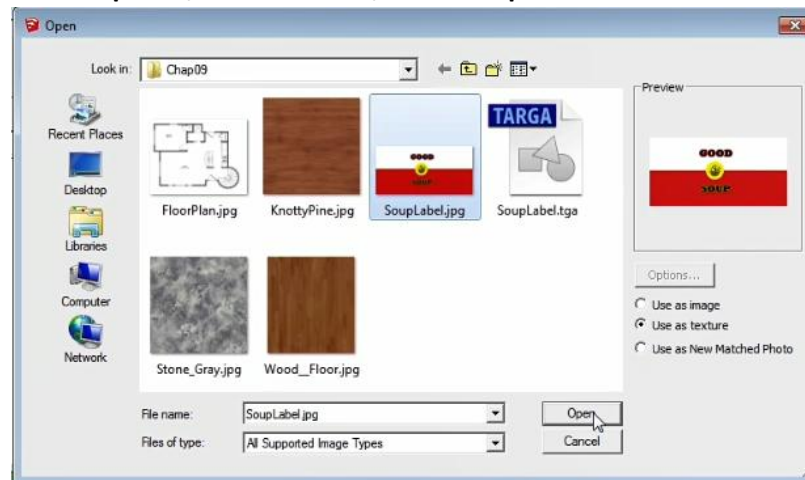 Open
Look in:
Chap09
Recent Places
Desktop
Libraries
Computer
Network
FloorPlan.jpg
KnottyPine.jpg
GOOD
SoupLabel.jpg
TARGA
SoupLabel.tga
Stone_Gray.jpg
Wood__Floor.jpg
Preview
GOOD
SOUP
Options...
Use as image
Use as texture
Use as New Matched Photo
File name:
SoupLabel.jpg
Open
Files of type:
All Supported Image Types
Cancel